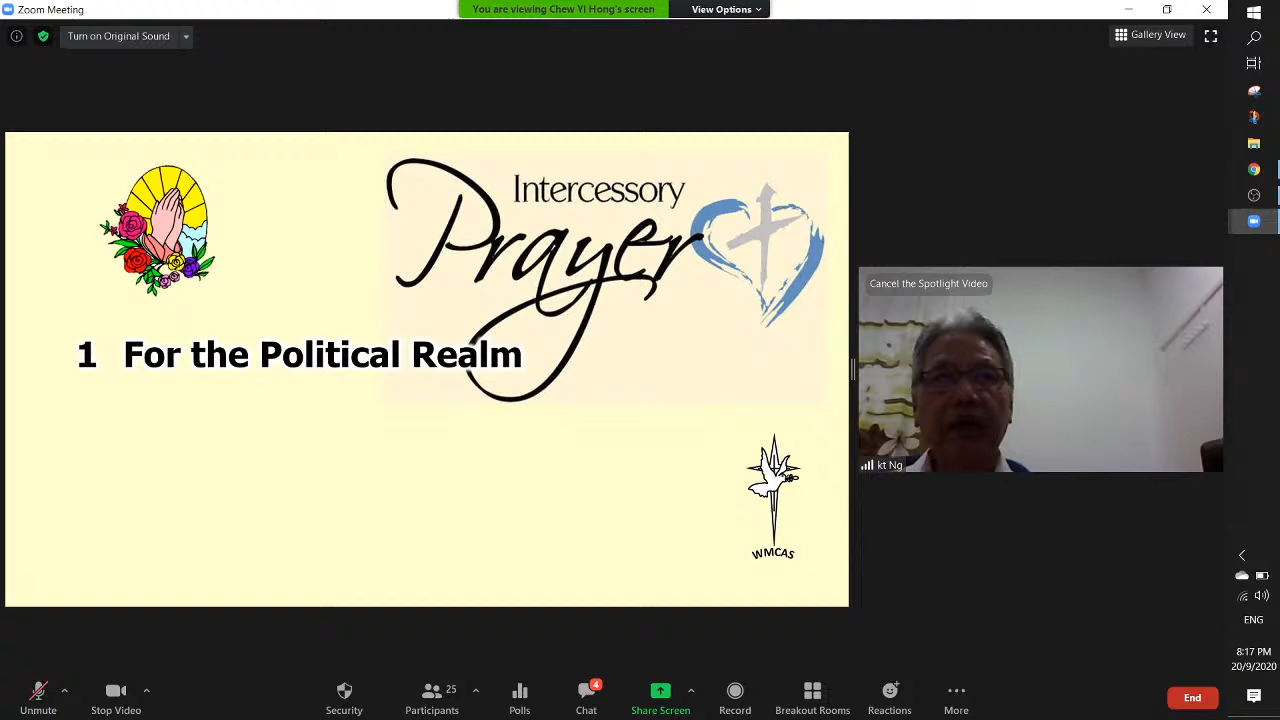 Zoom Meeting
You are viewing Chew YI Hong's screen
View Options
Turn on Original Sound
Gallery View
Intercessory
Prayer
1 For the Political Realm
WMCAS
Cancel the Spotlight Video
kt Ng
ENG
8:17 PM
20/9/2020
Unmute
Stop Video
Security
Participants
25
Polls
Chat
4
Share Screen
Record
Breakout Rooms
Reactions
More
End